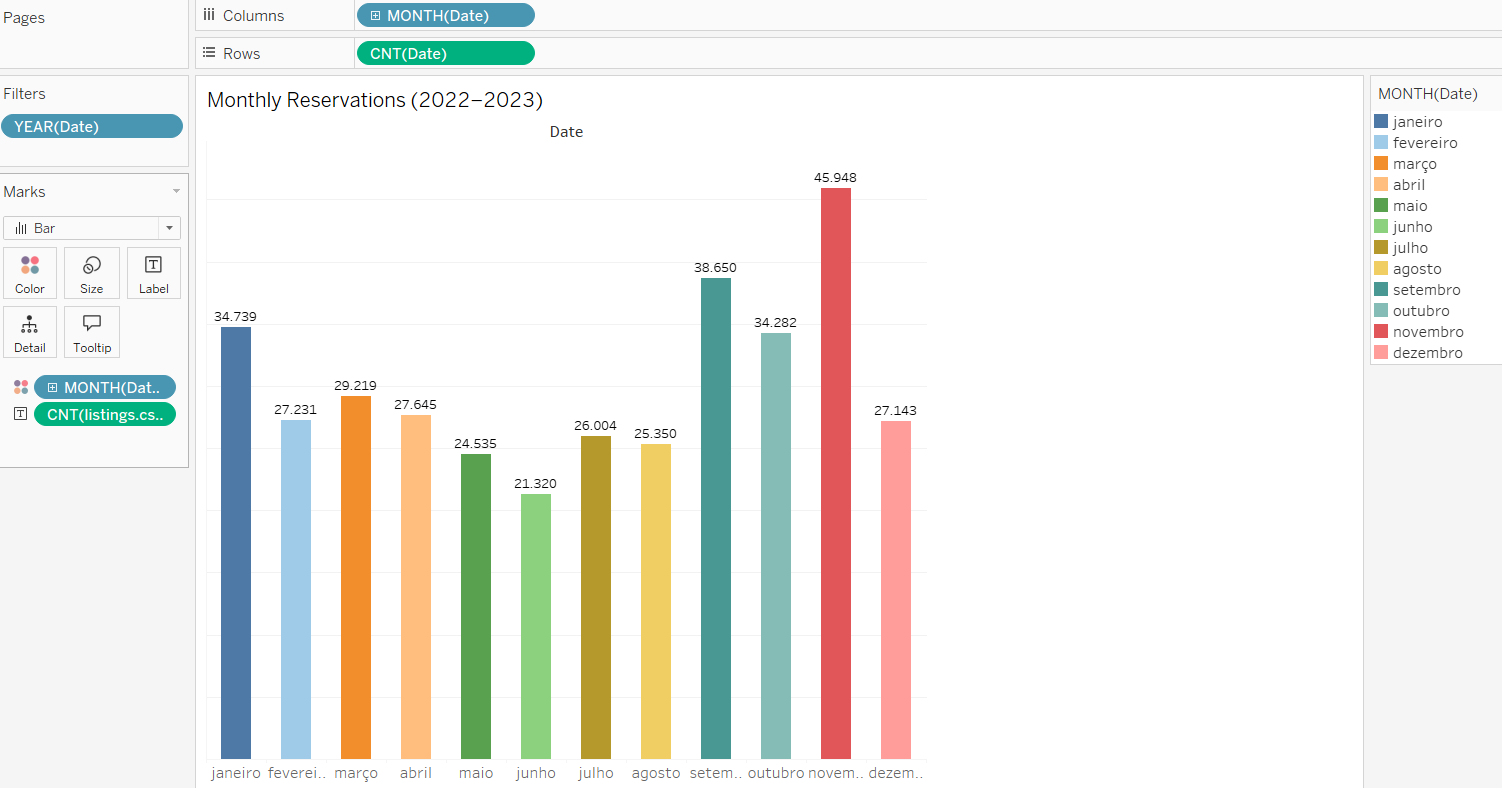 Pages
Columns
MONTH(Date)
Rows
CNT(Date)
Filters
YEAR(Date)
Marks
Bar
Color
Size
Label
Detail
Tooltip
MONTH(Dat..
CNT(listings.cs..
Monthly Reservations (2022–2023)
Date
45.948
38.650
34.739
34.282
29.219
27.231
27.645
27.143
24.535
26.004
25.350
21.320
janeiro feverei.. março abril maio junho julho agosto setem.. outubro novem.. dezem..
MONTH(Date)
janeiro
fevereiro
março
abril
maio
junho
julho
agosto
setembro
outubro
novembro
dezembro